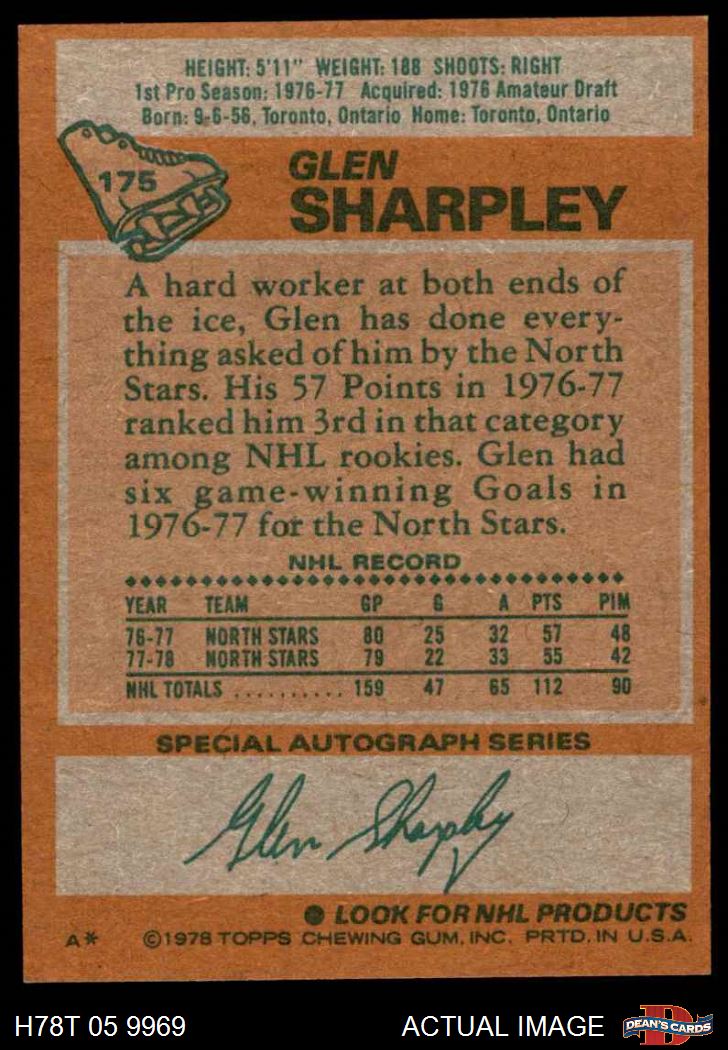 HEIGHT: 5'11" WEIGHT: 188 SHOOTS: RIGHT
1st Pro Season: 1976-77 Acquired: 1976 Amateur Draft
Born: 9-6-56, Toronto, Ontario Home: Toronto, Ontario
175
GLEN
SHARPLEY
A hard worker at both ends of
the ice, Glen has done every-
thing asked of him by the North
Stars. His 57 Points in 1976-77
ranked him 3rd in that category
among NHL rookies. Glen had
six game-winning Goals in
1976-77 for the North Stars.
NHL RECORD
YEAR TEAM GP G A PTS PIM
76-77 NORTH STARS 80 25 32 57 48
77-78 NORTH STARS 79 22 33 55 42
NHL TOTALS .......... 159 47 65 112 90
SPECIAL AUTOGRAPH SERIES
Glen Sharpley
LOOK FOR NHL PRODUCTS
A* ©1978 TOPPS CHEWING GUM, INC. PRTD. IN U.S.A.
H78T 05 9969 ACTUAL IMAGE DEAN'S CARDS